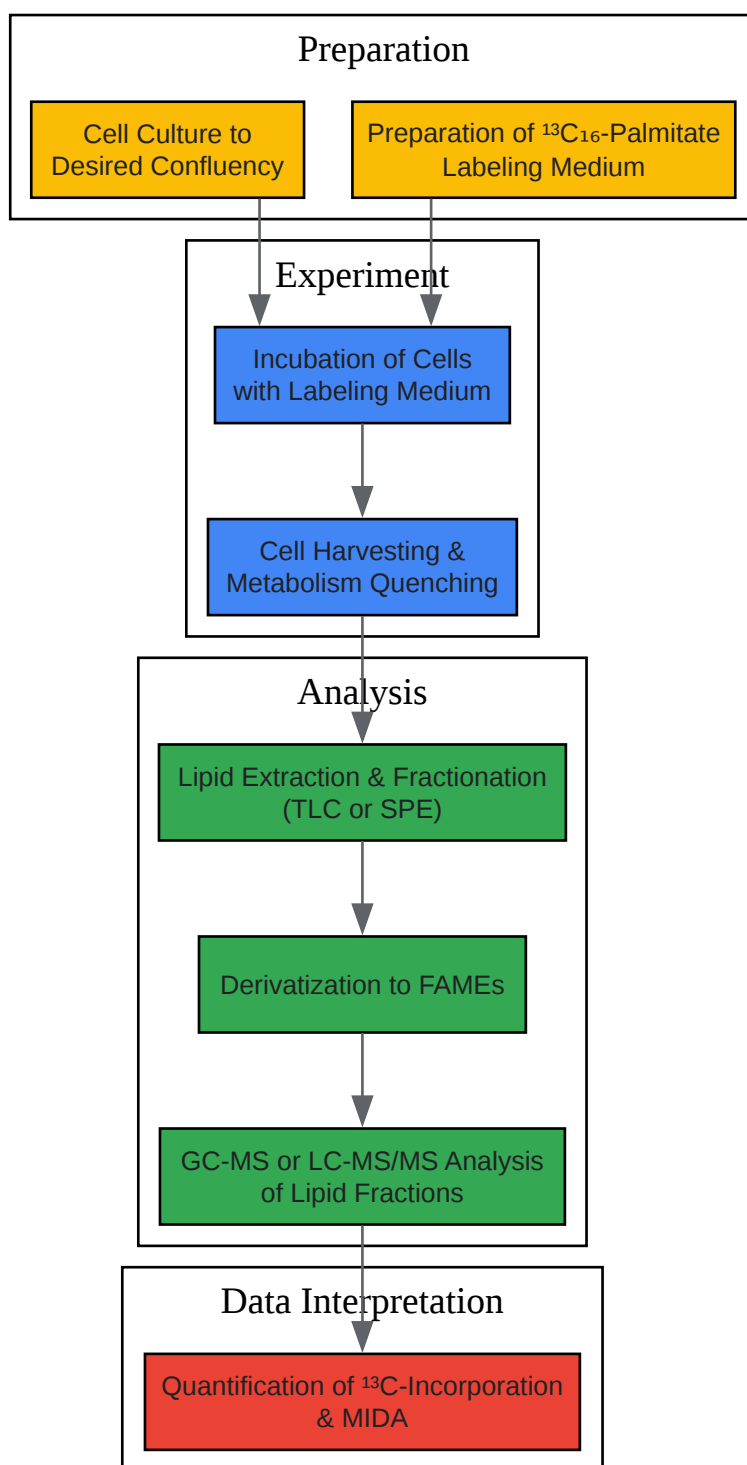 Preparation
Cell Culture to
Desired Confluency
Preparation of ¹³C₁₆-Palmitate
Labeling Medium
Experiment
Incubation of Cells
with Labeling Medium
Cell Harvesting &
Metabolism Quenching
Analysis
Lipid Extraction & Fractionation
(TLC or SPE)
Derivatization to FAMEs
GC-MS or LC-MS/MS Analysis
of Lipid Fractions
Data Interpretation
Quantification of ¹³C-Incorporation
& MIDA